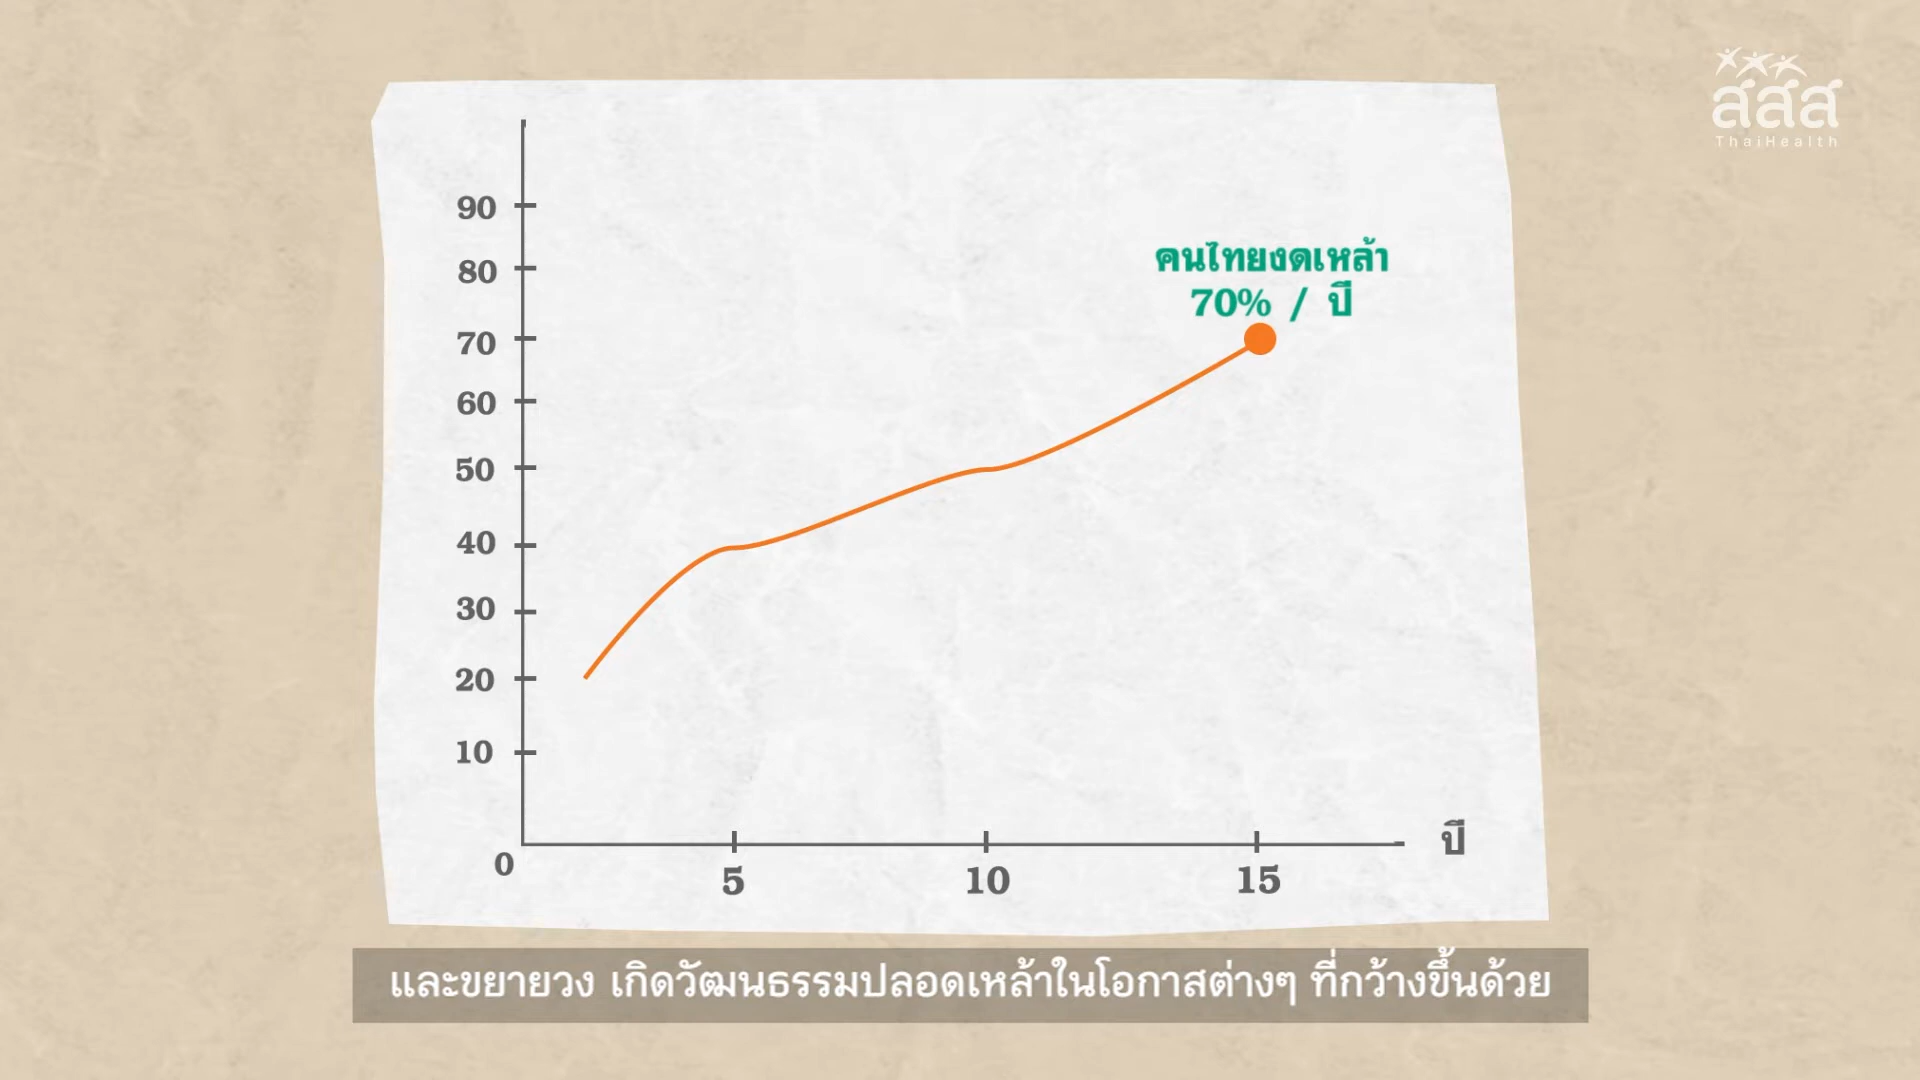 สสส
ThaiHealth
90
80
70
60
50
40
30
20
10
0
คนไทยงดเหล้า
70% / ปี
5
10
15
ปี
และขยายวง เกิดวัฒนธรรมปลอดเหล้าในโอกาสต่างๆ ที่กว้างขึ้นด้วย